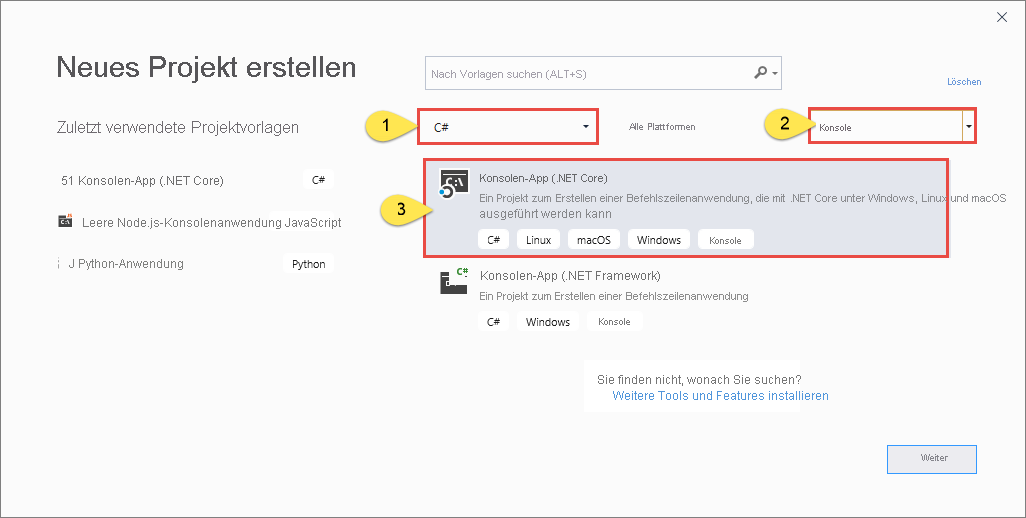 Neues Projekt erstellen
Nach Vorlagen suchen (ALT+S)
Löschen
Zuletzt verwendete Projektvorlagen
1
C#
Alle Plattformen
2
Konsole
51 Konsolen-App (.NET Core)
C#
Leere Node.js-Konsolenanwendung JavaScript
J Python-Anwendung
Python
3
C:\
Konsolen-App (.NET Core)
Ein Projekt zum Erstellen einer Befehlszeilenanwendung, die mit .NET Core unter Windows, Linux und macOS
ausgeführt werden kann
C#
Linux
macOS
Windows
Konsole
C#
Konsolen-App (.NET Framework)
Ein Projekt zum Erstellen einer Befehlszeilenanwendung
C#
Windows
Konsole
Sie finden nicht, wonach Sie suchen?
Weitere Tools und Features installieren
Weiter